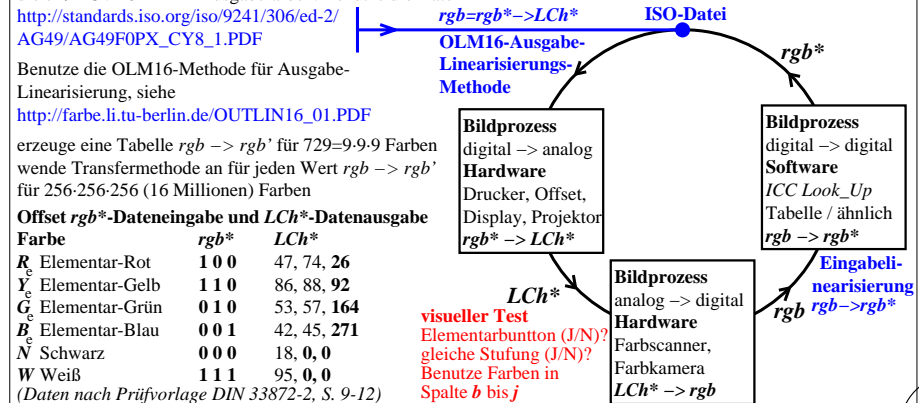 http://standards.iso.org/iso/9241/306/ed-2/
AG49/AG49F0PX_CY8_1.PDF
Benutze die OLM16-Methode für Ausgabe-
Linearisierung, siehe
http://farbe.li.tu-berlin.de/OUTLIN16_01.PDF
erzeuge eine Tabelle rgb –> rgb’ für 729=9·9·9 Farben
wende Transfermethode an für jeden Wert rgb –> rgb’
für 256·256·256 (16 Millionen) Farben
Offset rgb*-Dateneingabe und LCh*-Datenausgabe
Farbe rgb* LCh*
Re Elementar-Rot 1 0 0 47, 74, 26
Ye Elementar-Gelb 1 1 0 86, 88, 92
Ge Elementar-Grün 0 1 0 53, 57, 164
Be Elementar-Blau 0 0 1 42, 45, 271
N Schwarz 0 0 0 18, 0, 0
W Weiß 1 1 1 95, 0, 0
(Daten nach Prüfvorlage DIN 33872-2, S. 9-12)
rgb=rgb*–>LCh*
ISO-Datei
OLM16-Ausgabe-
Linearisierungs-
Methode
rgb*
Bildprozess
digital –> analog
Hardware
Drucker, Offset,
Display, Projektor
rgb* –> LCh*
Bildprozess
digital –> digital
Software
ICC Look_Up
Tabelle / ähnlich
rgb –> rgb*
LCh*
Bildprozess
analog –> digital
Hardware
Farbscanner,
Farbkamera
LCh* –> rgb
rgb
Eingabeli-
nearisierung
rgb–>rgb*
visueller Test
Elementarbuntton (J/N)?
gleiche Stufung (J/N)?
Benutze Farben in
Spalte b bis j